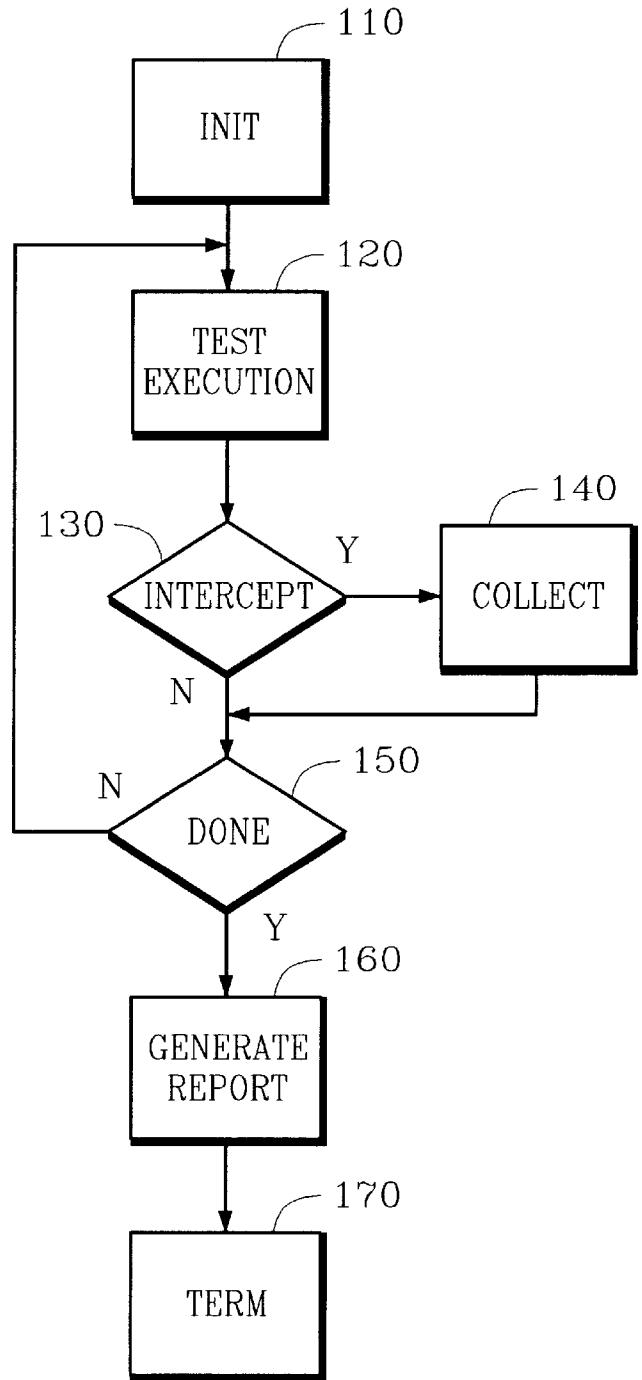 110
INIT
120
TEST
EXECUTION
130
INTERCEPT
Y
140
COLLECT
N
150
N
DONE
Y
160
GENERATE
REPORT
170
TERM